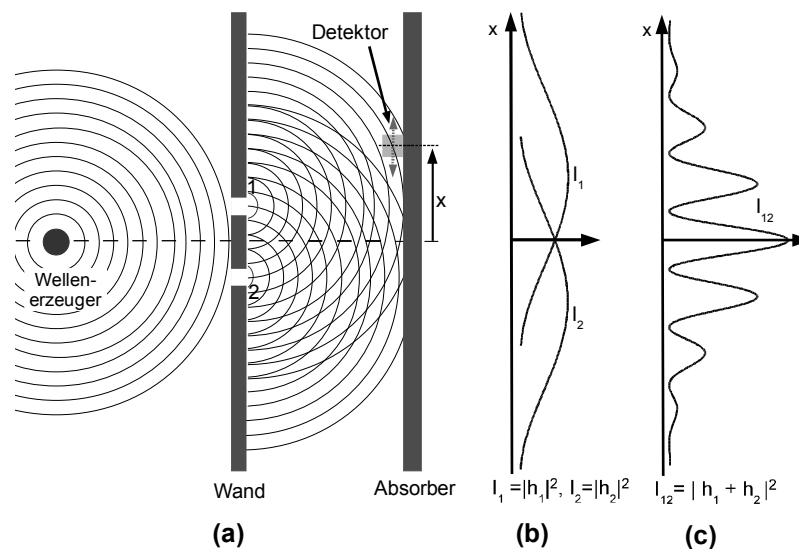 Detektor
1
2
x
Wellen-
erzeuger
Wand
Absorber
(a)
x
I₁
I₂
I₁ =|h₁|², I₂=|h₂|²
(b)
x
I₁₂
I₁₂= | h₁ + h₂ |²
(c)